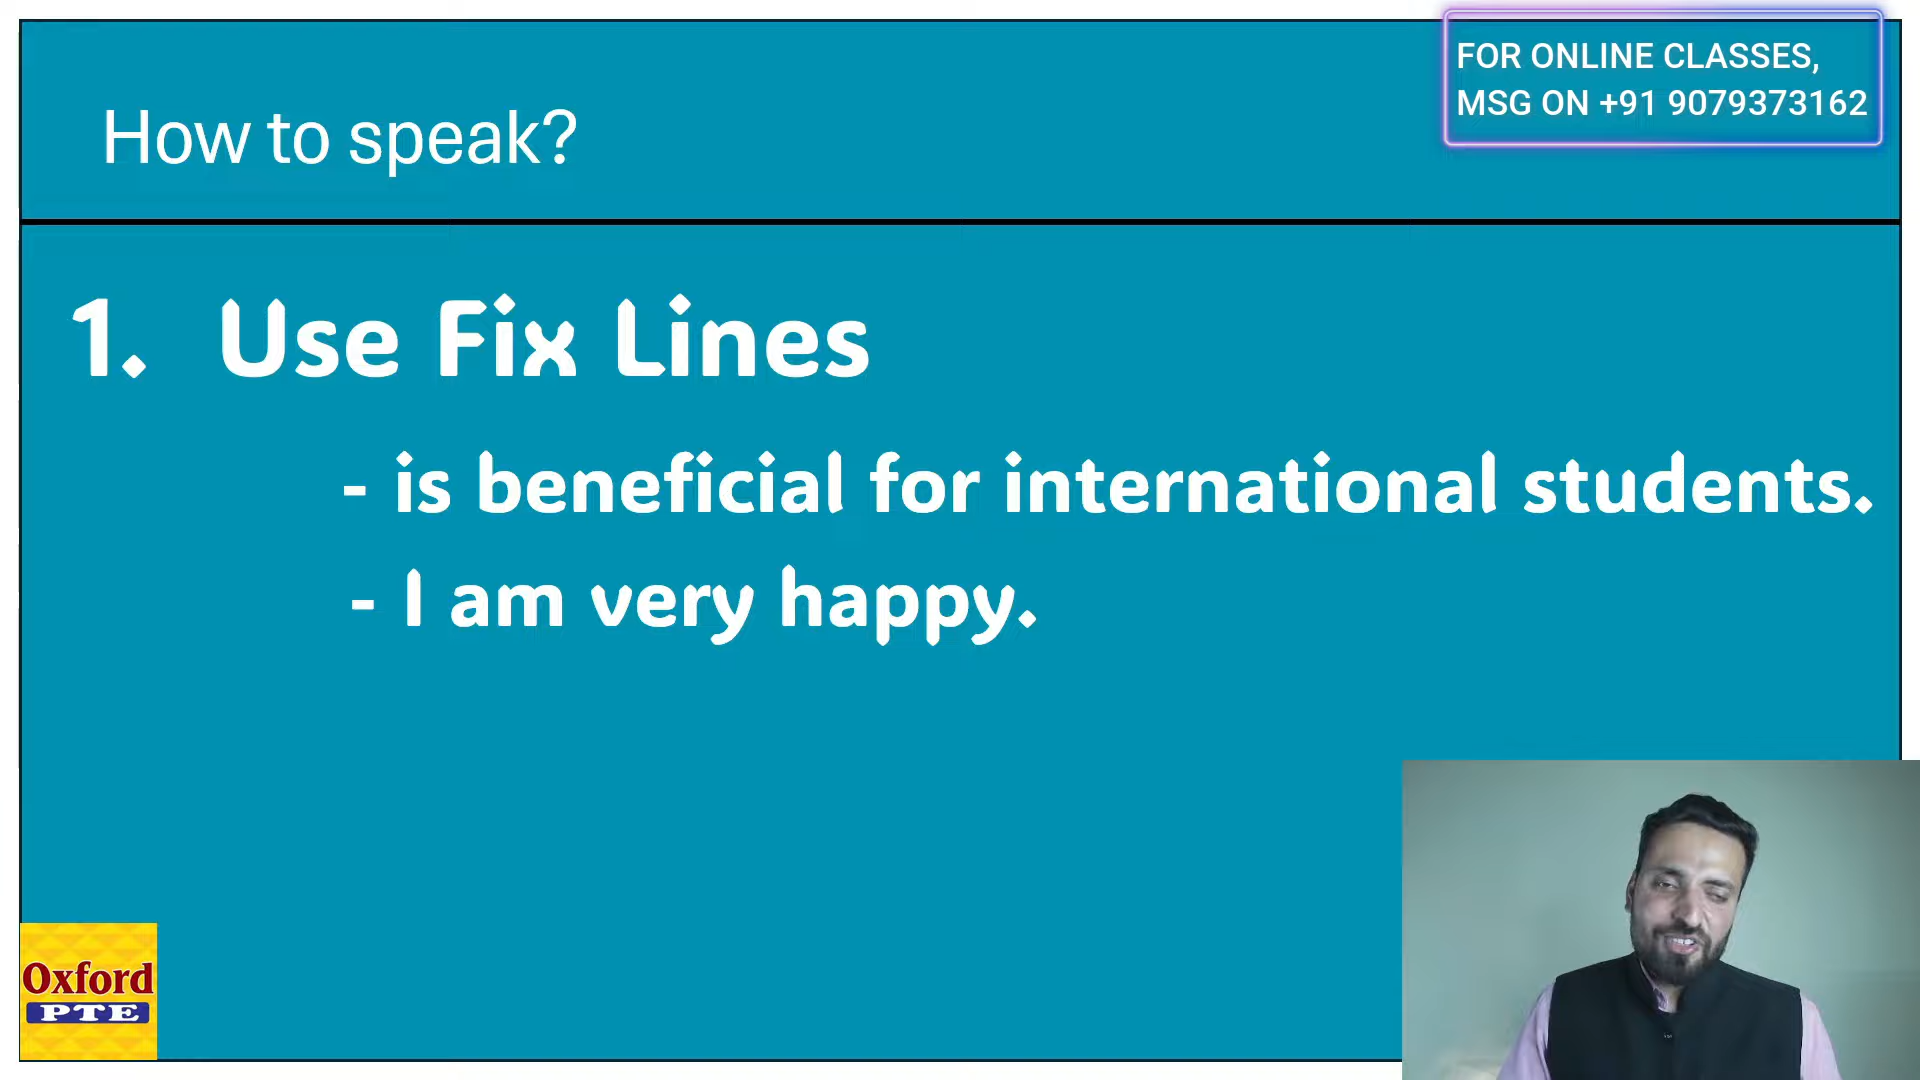 FOR ONLINE CLASSES,
MSG ON +91 9079373162
How to speak?
1. Use Fix Lines
- is beneficial for international students.
- I am very happy.
Oxford
PTE